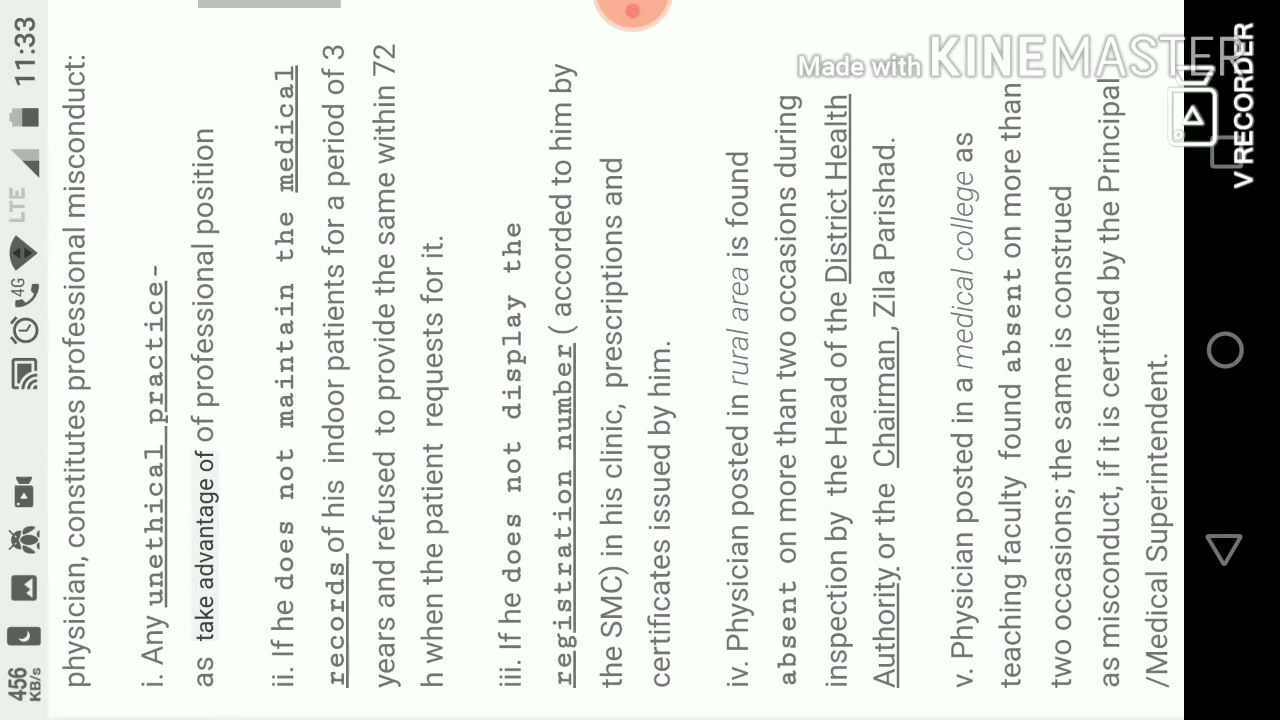 456 KB/s 4G LTE 11:33
physician, constitutes professional misconduct:
i. Any unethical practice-
as take advantage of of professional position
ii. If he does not maintain the medical
records of his indoor patients for a period of 3
years and refused to provide the same within 72
h when the patient requests for it.
iii. If he does not display the
registration number ( accorded to him by
the SMC) in his clinic, prescriptions and
certificates issued by him.
iv. Physician posted in rural area is found
absent on more than two occasions during
inspection by the Head of the District Health
Authority or the Chairman, Zila Parishad.
v. Physician posted in a medical college as
teaching faculty found absent on more than
two occasions; the same is construed
as misconduct, if it is certified by the Principal
/Medical Superintendent.
Made with KINEMASTER
V RECORDER